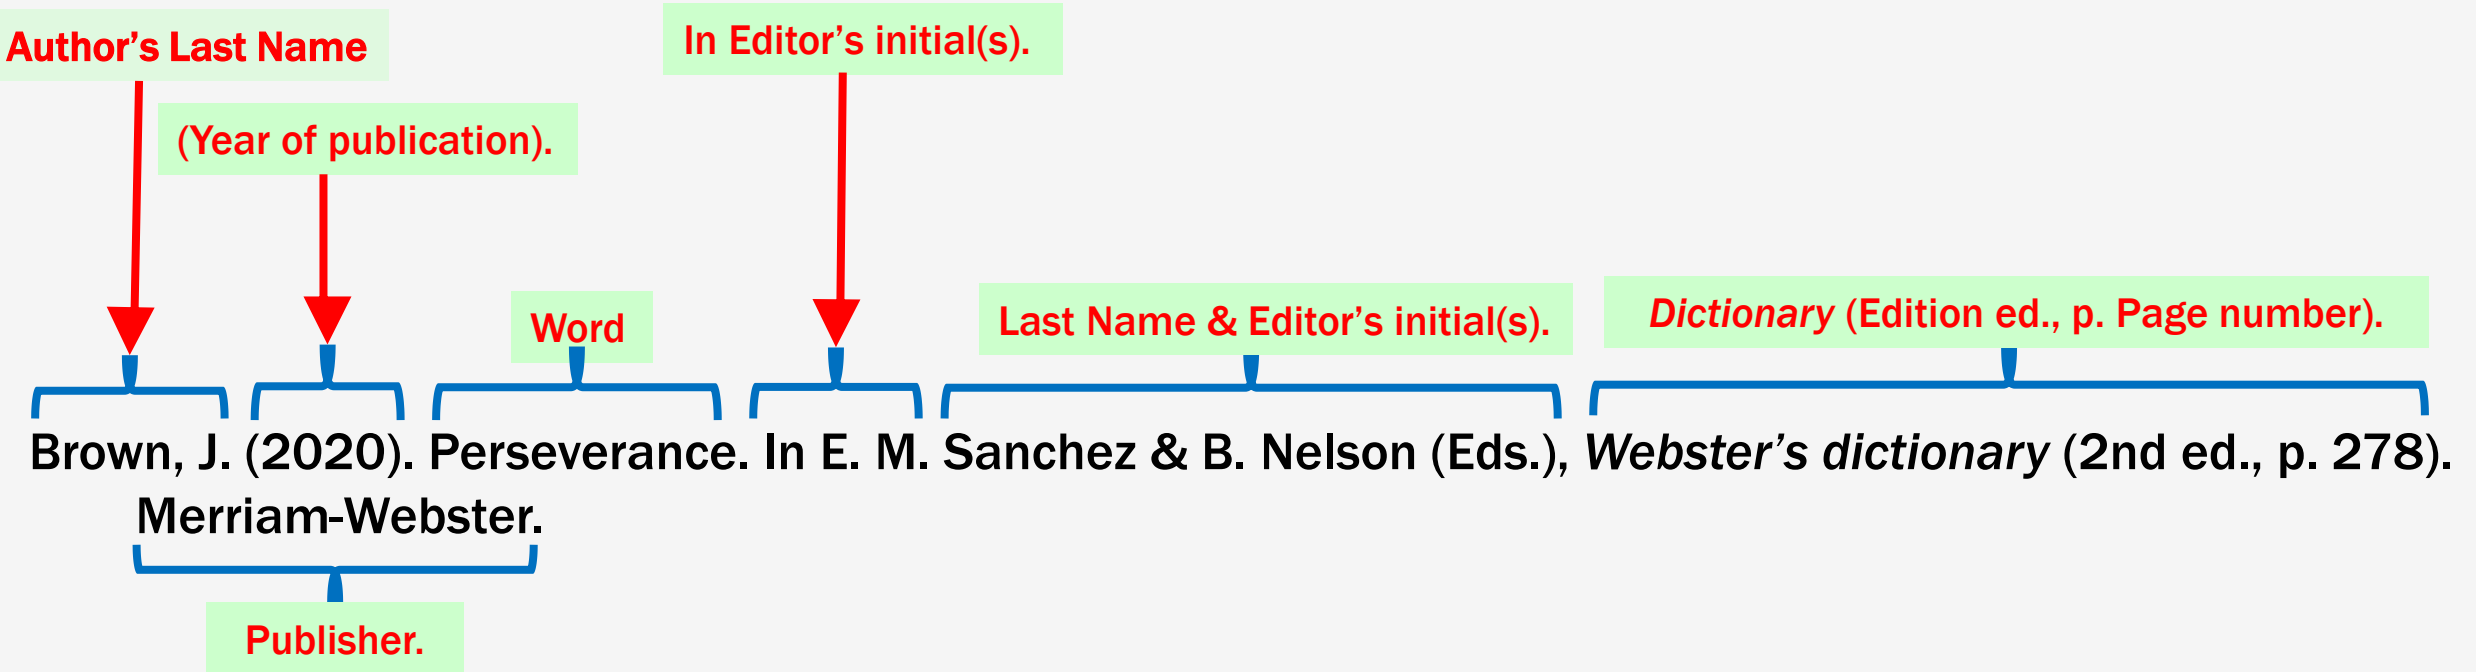 Author's Last Name
In Editor's initial(s).
(Year of publication).
Word
Last Name & Editor's initial(s).
Dictionary (Edition ed., p. Page number).
Brown, J. (2020). Perseverance. In E. M. Sanchez & B. Nelson (Eds.), Webster's dictionary (2nd ed., p. 278).
Merriam-Webster.
Publisher.